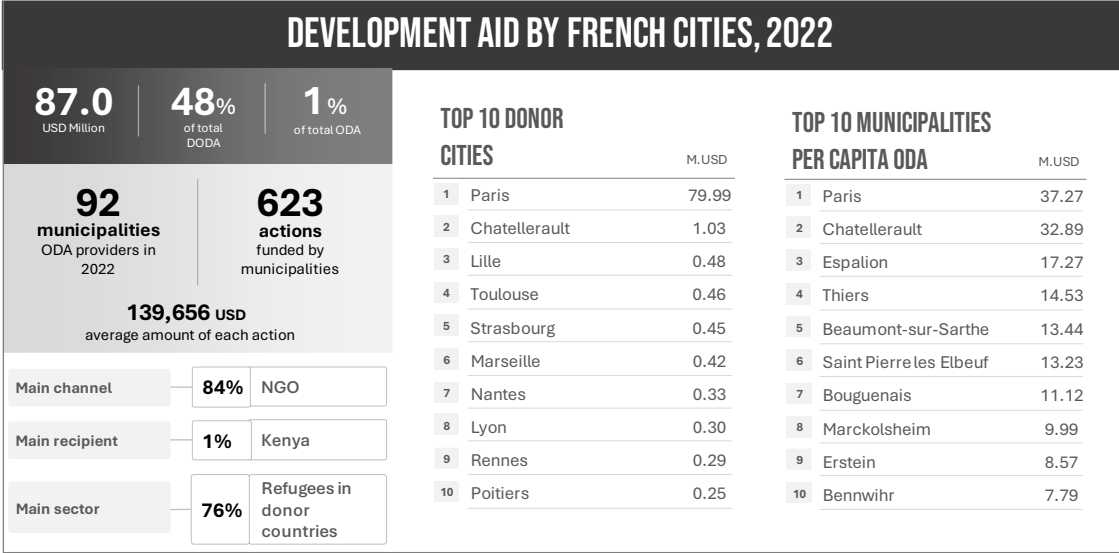 DEVELOPMENT AID BY FRENCH CITIES, 2022
87.0
USD Million
48%
of total
DODA
1 %
of total ODA
92
municipalities
ODA providers in
2022
623
actions
funded by
municipalities
139,656 USD
average amount of each action
Main channel 84% NGO
Main recipient 1% Kenya
Main sector 76% Refugees in
donor
countries
TOP 10 DONOR
CITIES M.USD
1 Paris 79.99
2 Chatellerault 1.03
3 Lille 0.48
4 Toulouse 0.46
5 Strasbourg 0.45
6 Marseille 0.42
7 Nantes 0.33
8 Lyon 0.30
9 Rennes 0.29
10 Poitiers 0.25
TOP 10 MUNICIPALITIES
PER CAPITA ODA M.USD
1 Paris 37.27
2 Chatellerault 32.89
3 Espalion 17.27
4 Thiers 14.53
5 Beaumont-sur-Sarthe 13.44
6 Saint Pierre les Elbeuf 13.23
7 Bouguenais 11.12
8 Marckolsheim 9.99
9 Erstein 8.57
10 Bennwihr 7.79